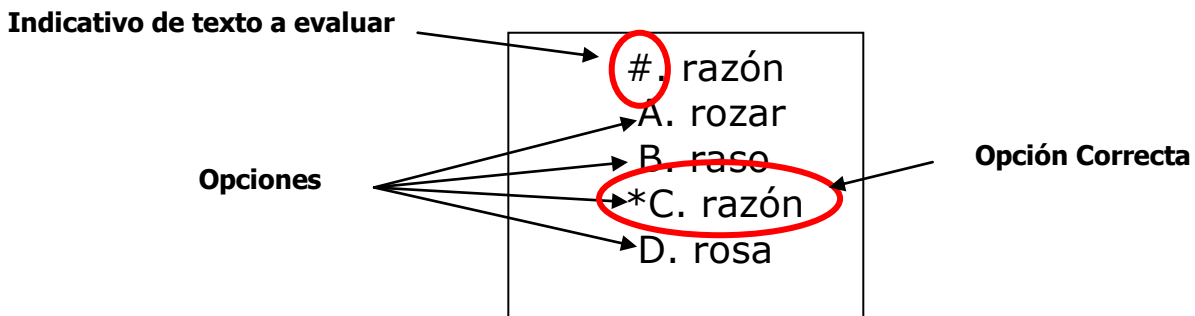 Indicativo de texto a evaluar
#. razón
A. rozar
B. raso
*C. razón
D. rosa
Opciones
Opción Correcta